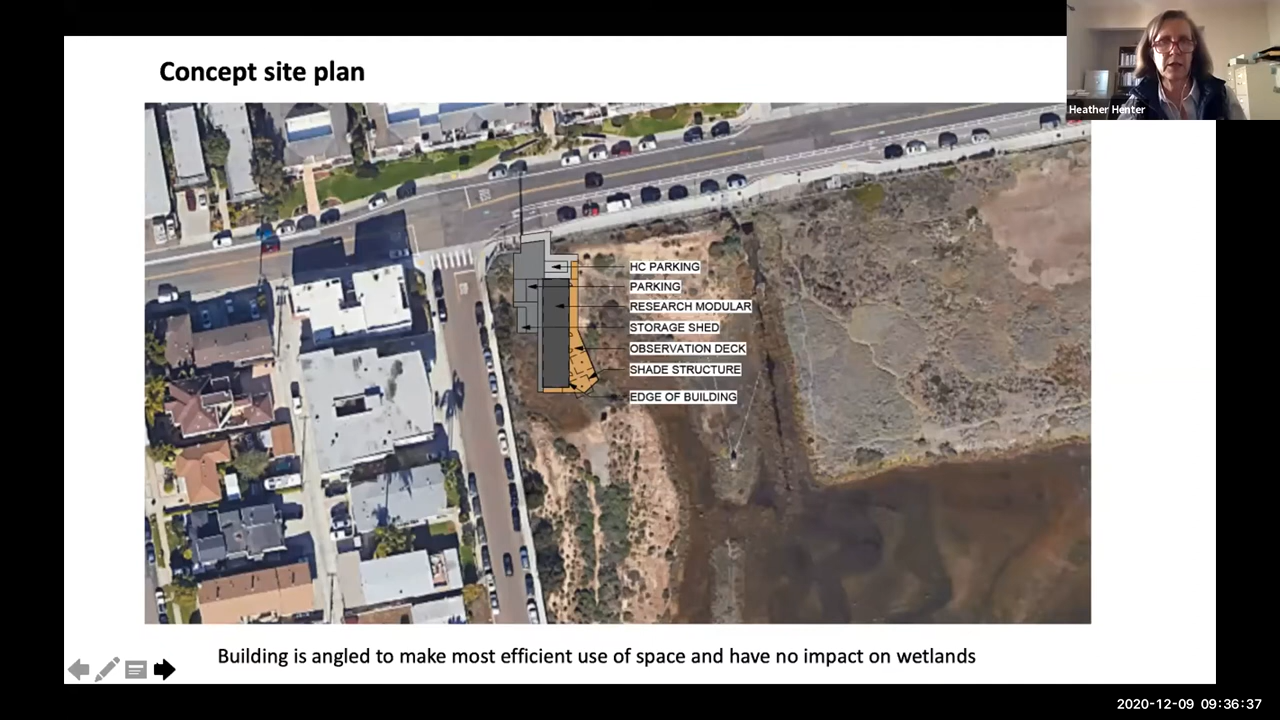 Concept site plan
Heather Henter
HC PARKING
PARKING
RESEARCH MODULAR
STORAGE SHED
OBSERVATION DECK
SHADE STRUCTURE
EDGE OF BUILDING
Building is angled to make most efficient use of space and have no impact on wetlands
2020-12-09 09:36:37